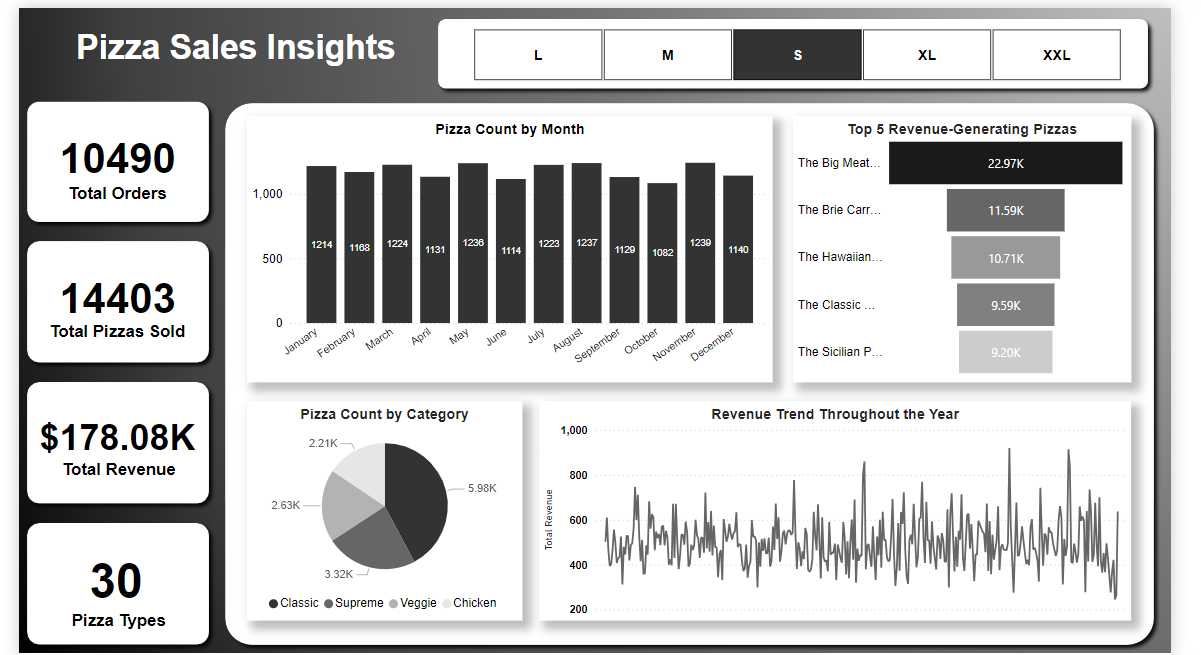 Pizza Sales Insights
L M S XL XXL
10490
Total Orders
14403
Total Pizzas Sold
$178.08K
Total Revenue
30
Pizza Types
Pizza Count by Month
1,000
500
0
1214 1168 1224 1131 1236 1114 1223 1237 1129 1082 1239 1140
January February March April May June July August September October November December
Top 5 Revenue-Generating Pizzas
The Big Meat... 22.97K
The Brie Carr... 11.59K
The Hawaiian... 10.71K
The Classic ... 9.59K
The Sicilian P... 9.20K
Pizza Count by Category
2.21K
5.98K
2.63K
3.32K
Classic Supreme Veggie Chicken
Revenue Trend Throughout the Year
Total Revenue
1,000
800
600
400
200